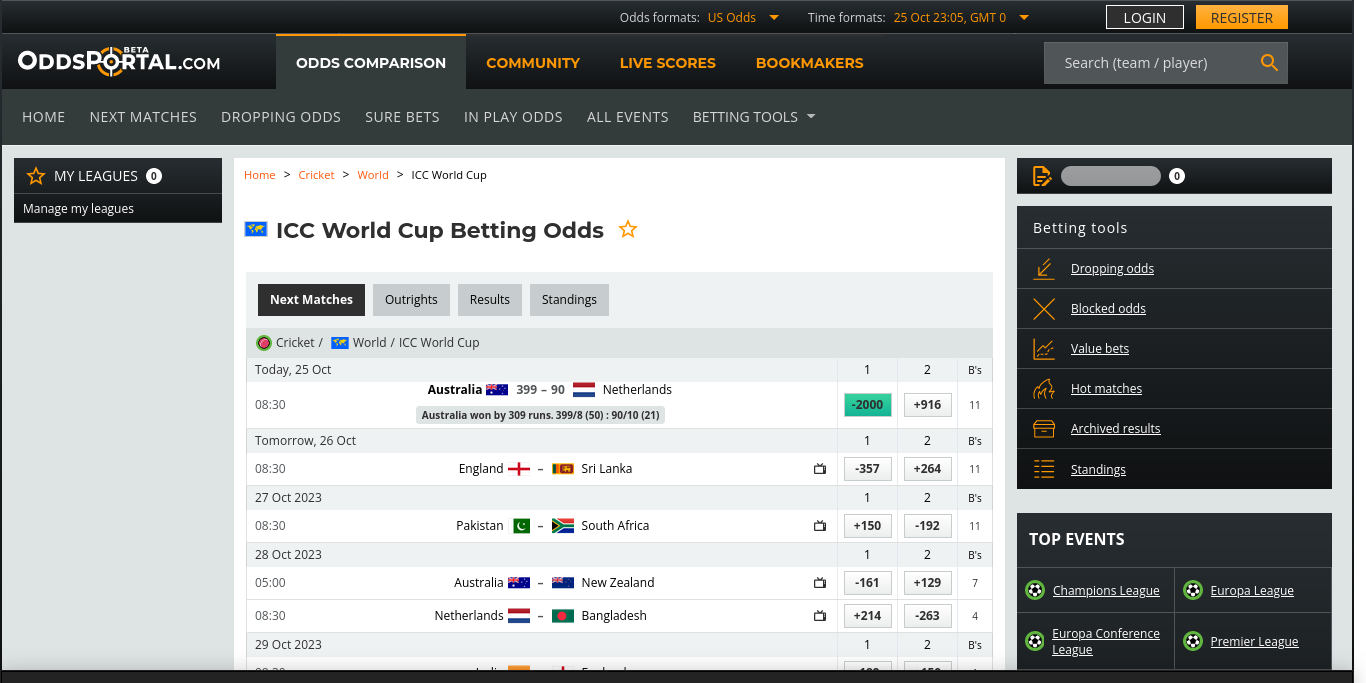 Odds formats: US Odds Time formats: 25 Oct 23:05, GMT 0 LOGIN REGISTER
BETA
ODDSPORTAL.COM ODDS COMPARISON COMMUNITY LIVE SCORES BOOKMAKERS Search (team / player)
HOME NEXT MATCHES DROPPING ODDS SURE BETS IN PLAY ODDS ALL EVENTS BETTING TOOLS
MY LEAGUES 0
Manage my leagues
Home > Cricket > World > ICC World Cup
ICC World Cup Betting Odds
Next Matches Outrights Results Standings
Cricket / World / ICC World Cup
Today, 25 Oct 1 2 B's
08:30 Australia 399 – 90 Netherlands -2000 +916 11
Australia won by 309 runs. 399/8 (50) : 90/10 (21)
Tomorrow, 26 Oct 1 2 B's
08:30 England – Sri Lanka -357 +264 11
27 Oct 2023 1 2 B's
08:30 Pakistan – South Africa +150 -192 11
28 Oct 2023 1 2 B's
05:00 Australia – New Zealand -161 +129 7
08:30 Netherlands – Bangladesh +214 -263 4
29 Oct 2023 1 2 B's
0
Betting tools
Dropping odds
Blocked odds
Value bets
Hot matches
Archived results
Standings
TOP EVENTS
Champions League Europa League
Europa Conference
League
Premier League